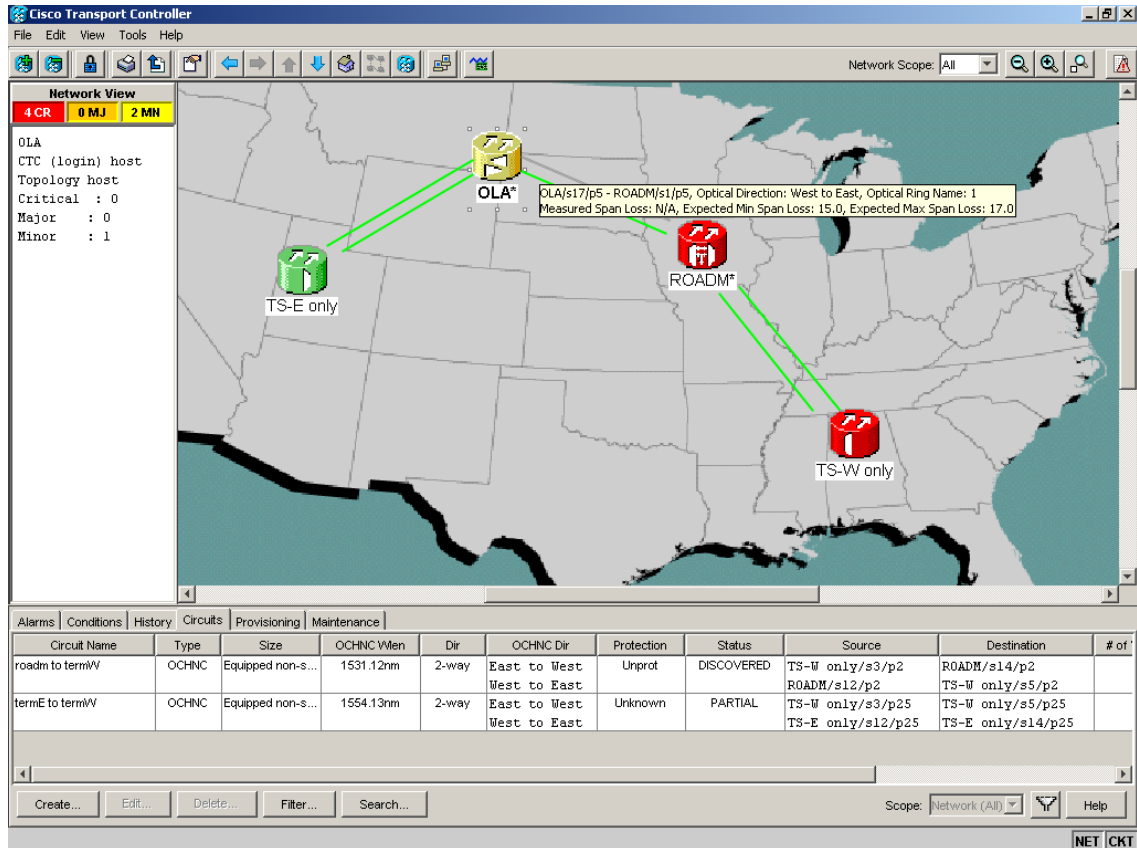 Cisco Transport Controller
File Edit View Tools Help
Network Scope: All
Network View
4 CR 0 MJ 2 MN
OLA
CTC (login) host
Topology host
Critical : 0
Major : 0
Minor : 1
OLA*
OLA/s17/p5 - ROADM/s1/p5, Optical Direction: West to East, Optical Ring Name: 1
Measured Span Loss: N/A, Expected Min Span Loss: 15.0, Expected Max Span Loss: 17.0
ROADM*
TS-E only
TS-W only
Alarms Conditions History Circuits Provisioning Maintenance
Circuit Name Type Size OCHNC Wlen Dir OCHNC Dir Protection Status Source Destination # of
roadm to termW OCHNC Equipped non-s... 1531.12nm 2-way East to West Unprot DISCOVERED TS-W only/s3/p2 ROADM/s14/p2
West to East ROADM/s12/p2 TS-W only/s5/p2
termE to termW OCHNC Equipped non-s... 1554.13nm 2-way East to West Unknown PARTIAL TS-W only/s3/p25 TS-W only/s5/p25
West to East TS-E only/s12/p25 TS-E only/s14/p25
Create... Edit... Delete... Filter... Search... Scope: Network (All) Help
NET CKT